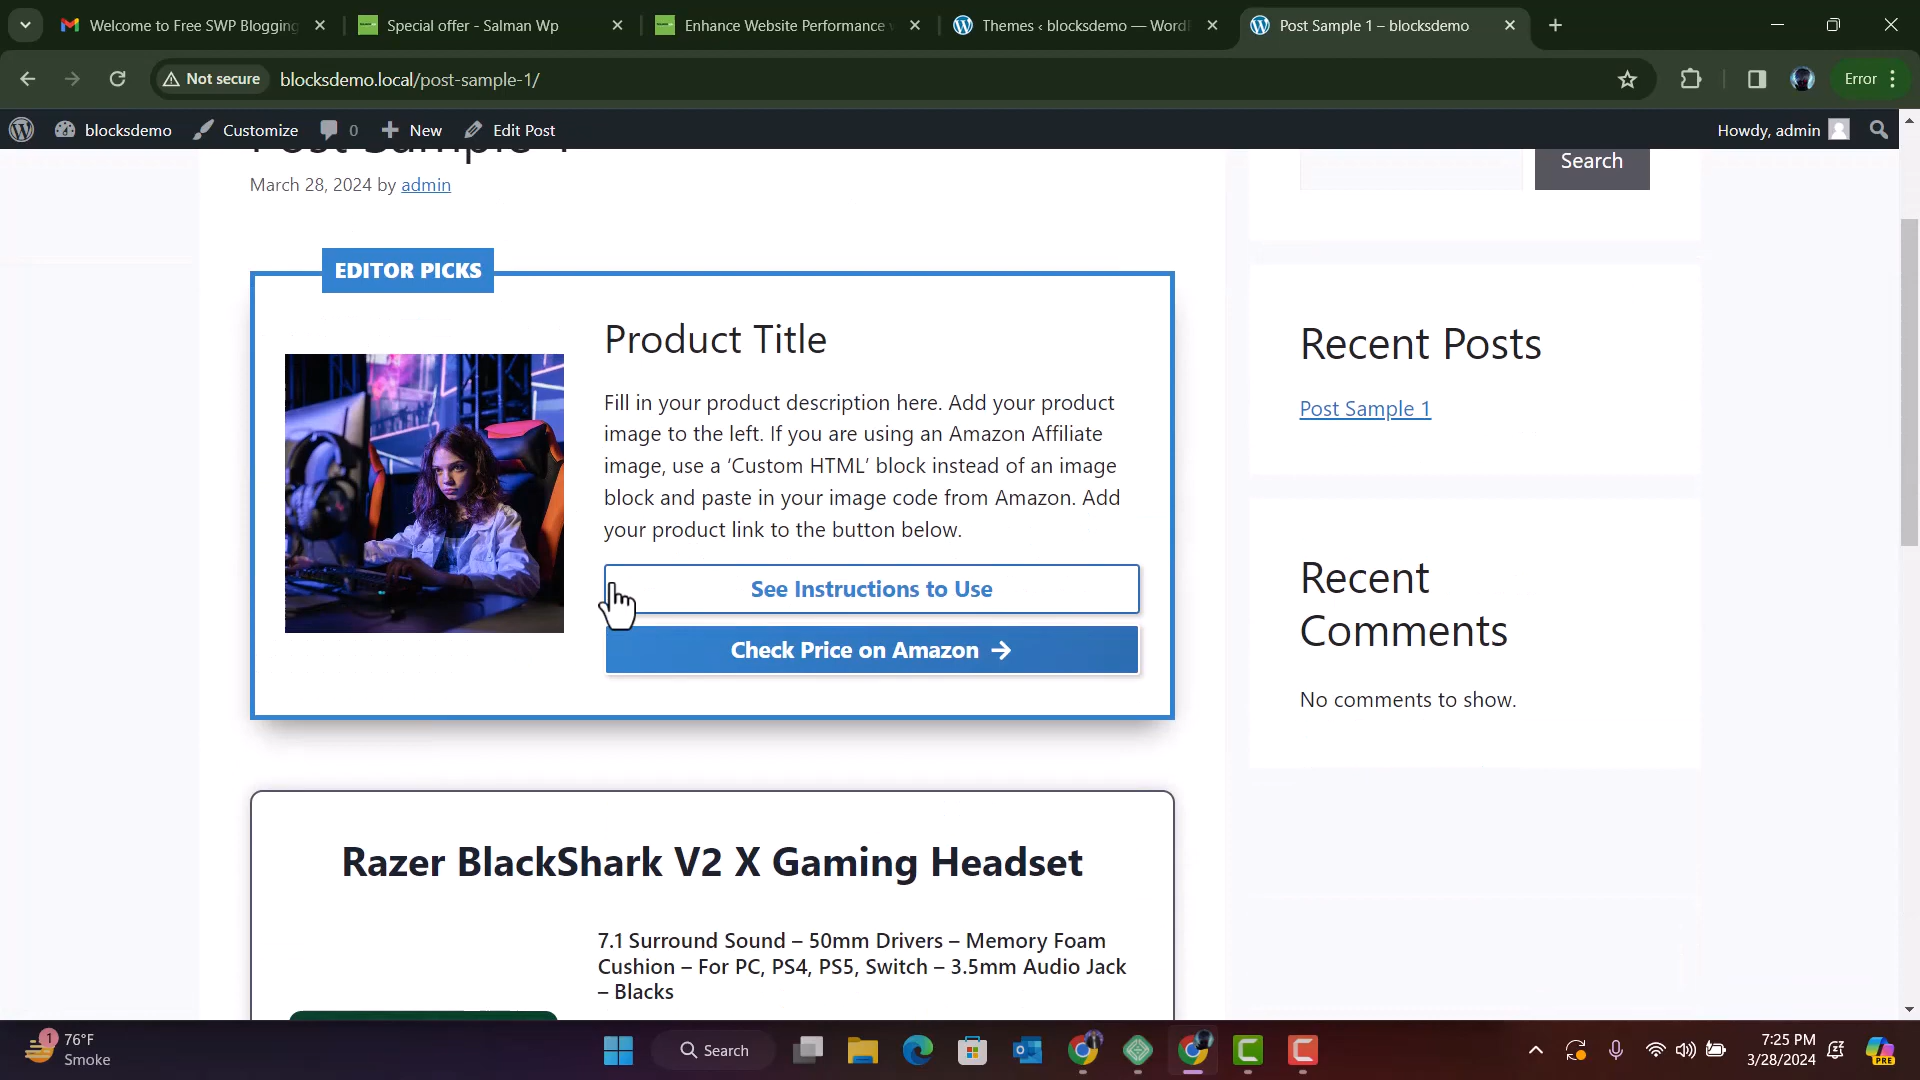 Welcome to Free SWP Blogging
Special offer - Salman Wp
Enhance Website Performance
Themes ‹ blocksdemo — Word
Post Sample 1 – blocksdemo
Not secure
blocksdemo.local/post-sample-1/
Error
blocksdemo
Customize
0
New
Edit Post
Howdy, admin
Post Sample 1
March 28, 2024 by admin
EDITOR PICKS
Product Title
Fill in your product description here. Add your product
image to the left. If you are using an Amazon Affiliate
image, use a ‘Custom HTML’ block instead of an image
block and paste in your image code from Amazon. Add
your product link to the button below.
See Instructions to Use
Check Price on Amazon →
Razer BlackShark V2 X Gaming Headset
7.1 Surround Sound – 50mm Drivers – Memory Foam
Cushion – For PC, PS4, PS5, Switch – 3.5mm Audio Jack
– Blacks
Search
Recent Posts
Post Sample 1
Recent
Comments
No comments to show.
1
76°F
Smoke
Search
7:25 PM
3/28/2024
PRE